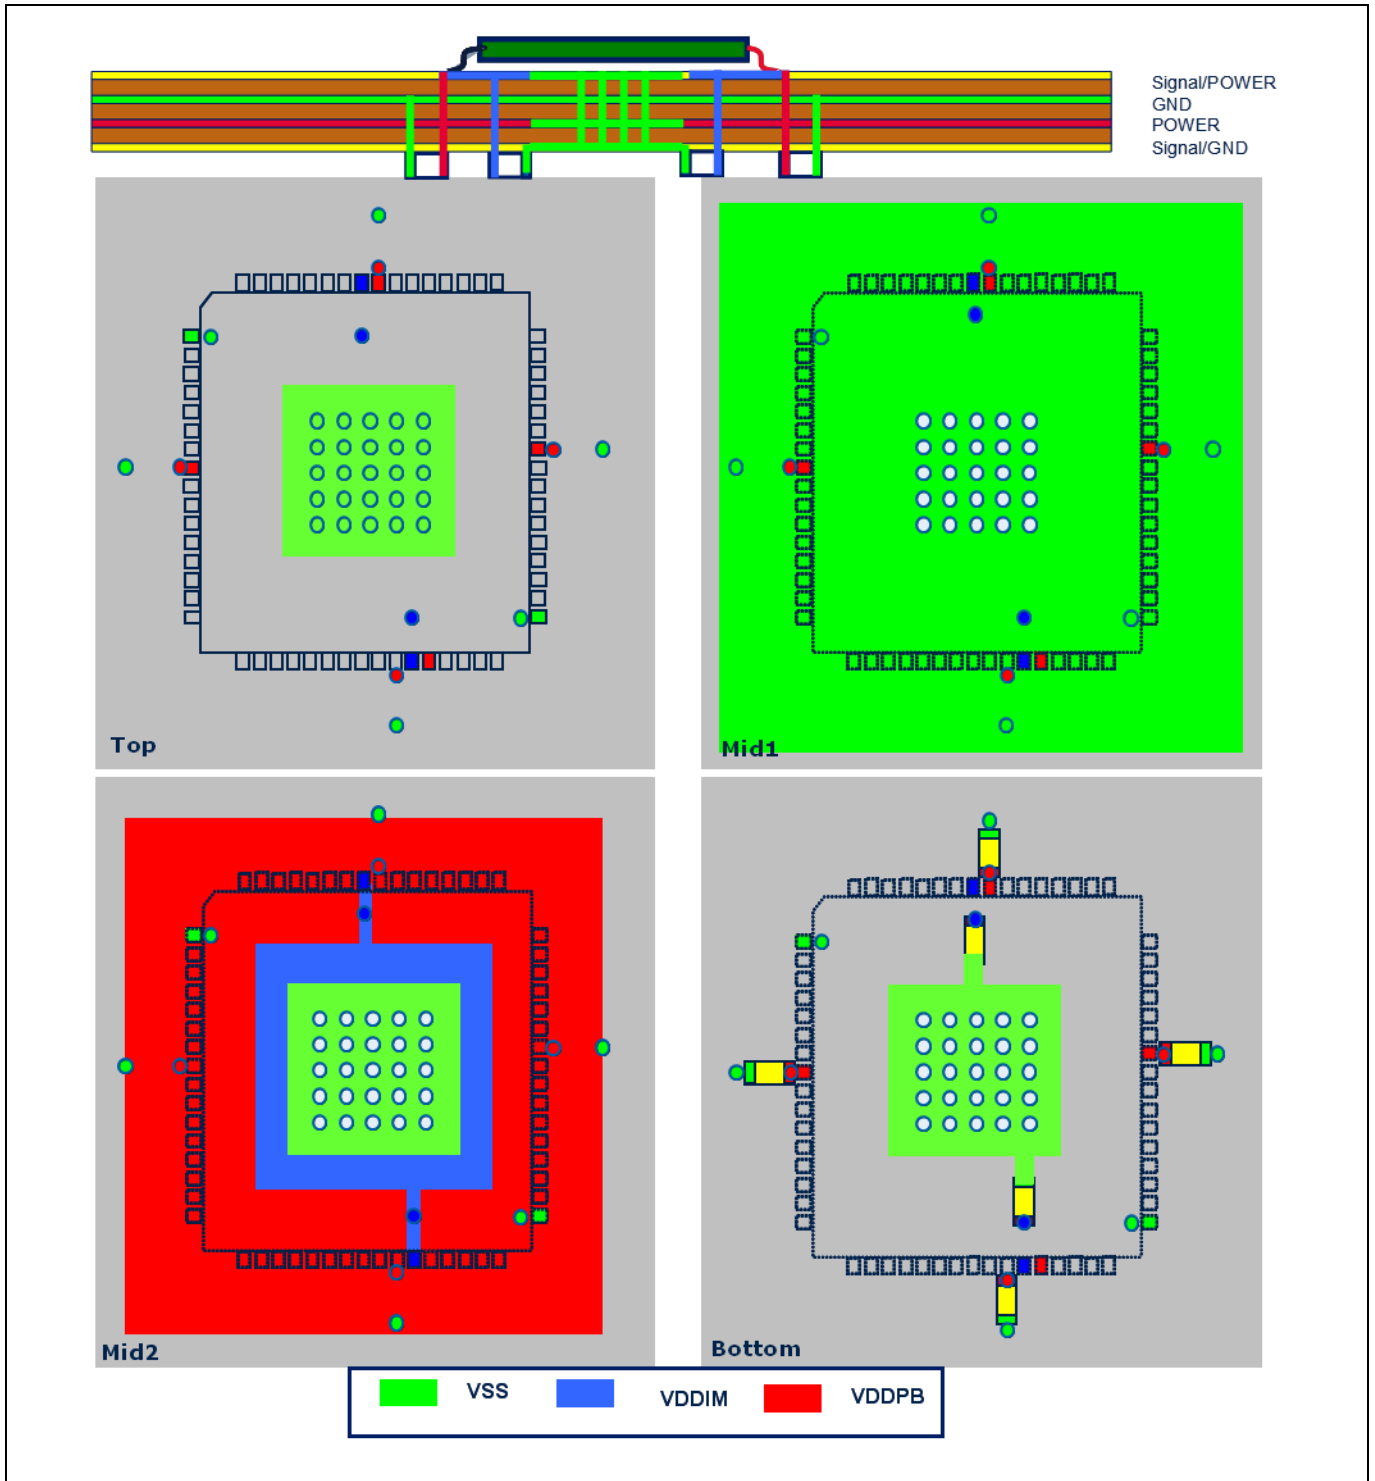 Signal/POWER
GND
POWER
Signal/GND
Top
Mid1
Mid2
Bottom
VSS
VDDIM
VDDPB